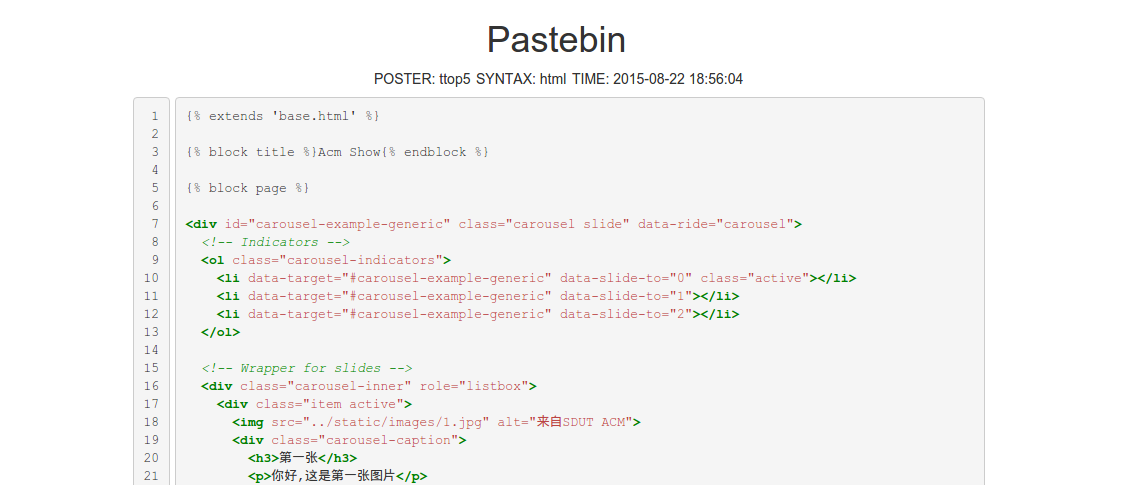 Pastebin
POSTER: ttop5 SYNTAX: html TIME: 2015-08-22 18:56:04
1 {% extends 'base.html' %}
2
3 {% block title %}Acm Show{% endblock %}
4
5 {% block page %}
6
7 <div id="carousel-example-generic" class="carousel slide" data-ride="carousel">
8   <!-- Indicators -->
9   <ol class="carousel-indicators">
10     <li data-target="#carousel-example-generic" data-slide-to="0" class="active"></li>
11     <li data-target="#carousel-example-generic" data-slide-to="1"></li>
12     <li data-target="#carousel-example-generic" data-slide-to="2"></li>
13   </ol>
14
15   <!-- Wrapper for slides -->
16   <div class="carousel-inner" role="listbox">
17     <div class="item active">
18       <img src="../static/images/1.jpg" alt="来自SDUT ACM">
19       <div class="carousel-caption">
20         <h3>第一张</h3>
21         <p>你好,这是第一张图片</p>